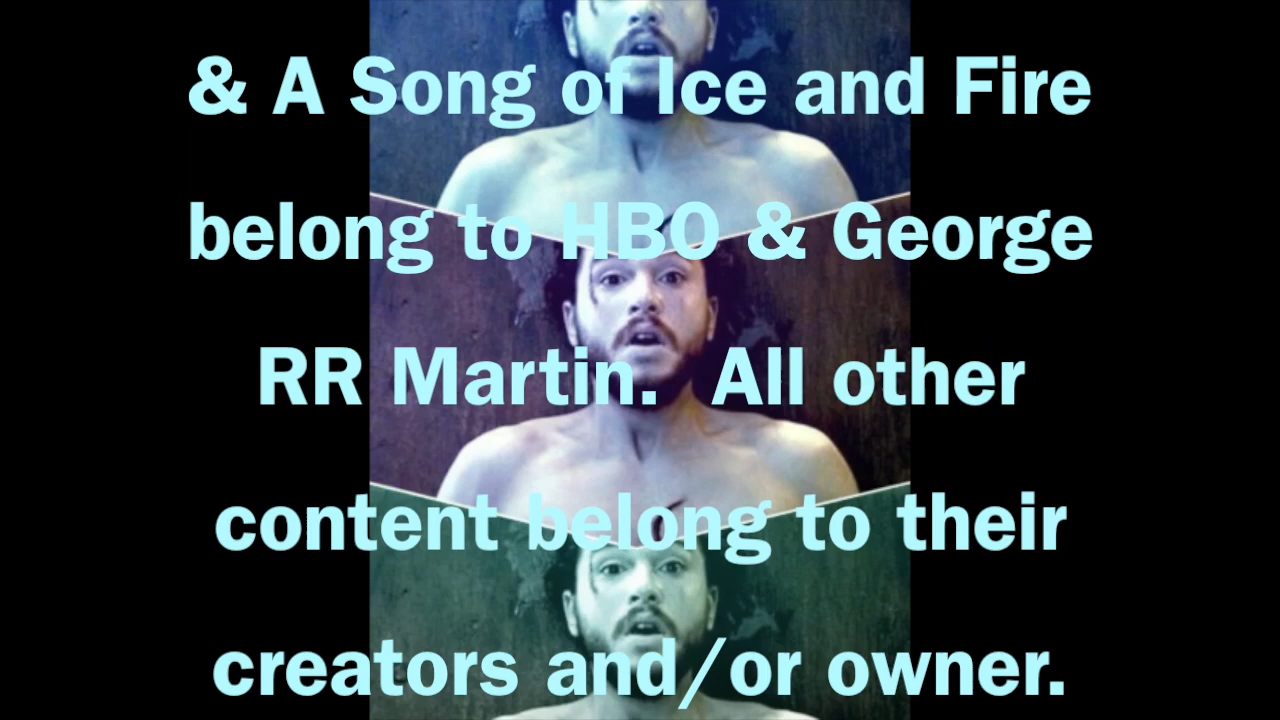 & A Song of Ice and Fire
belong to HBO & George
RR Martin.  All other
content belong to their
creators and/or owner.